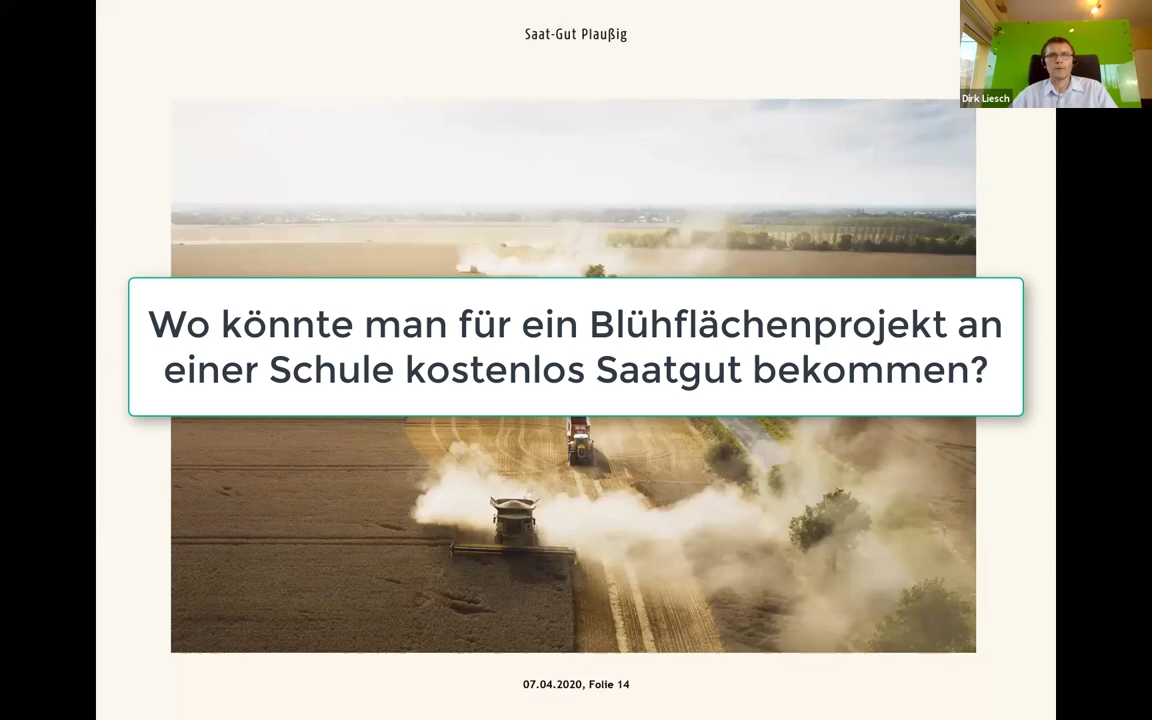 Saat-Gut Plaußig
Dirk Liesch
Wo könnte man für ein Blühflächenprojekt an
einer Schule kostenlos Saatgut bekommen?
07.04.2020, Folie 14